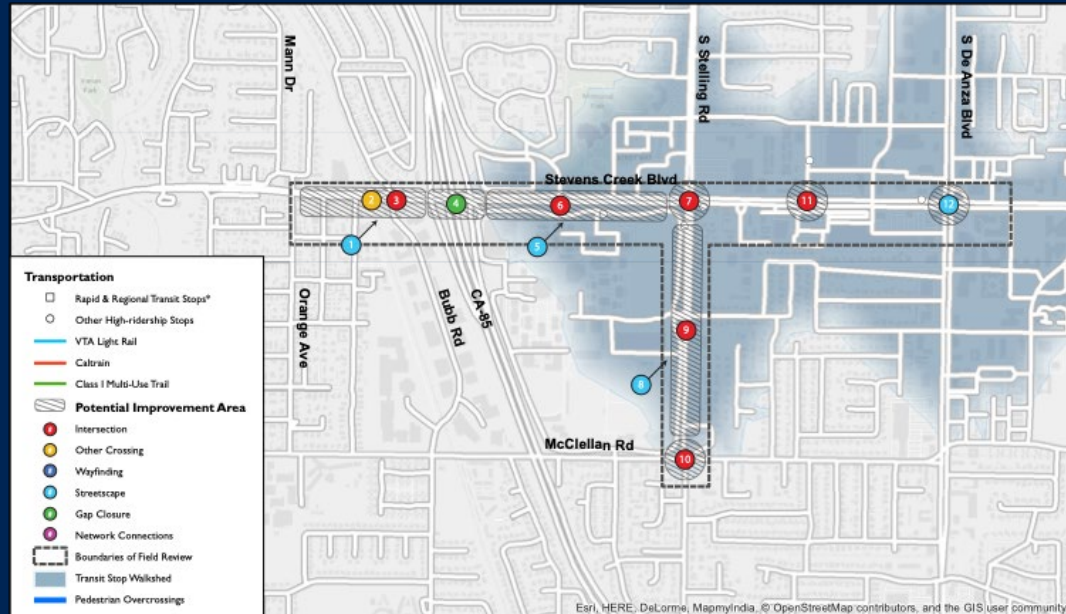 Mann Dr
S Stelling Rd
S De Anza Blvd
Stevens Creek Blvd
2
3
4
6
7
11
12
1
5
Orange Ave
Bubb Rd
CA-85
9
8
McClellan Rd
10
Transportation
Rapid & Regional Transit Stops*
Other High-ridership Stops
VTA Light Rail
Caltrain
Class I Multi-Use Trail
Potential Improvement Area
# Intersection
# Other Crossing
# Wayfinding
# Streetscape
# Gap Closure
# Network Connections
Boundaries of Field Review
Transit Stop Walkshed
Pedestrian Overcrossings
Esri, HERE, DeLorme, MapmyIndia, © OpenStreetMap contributors, and the GIS user community